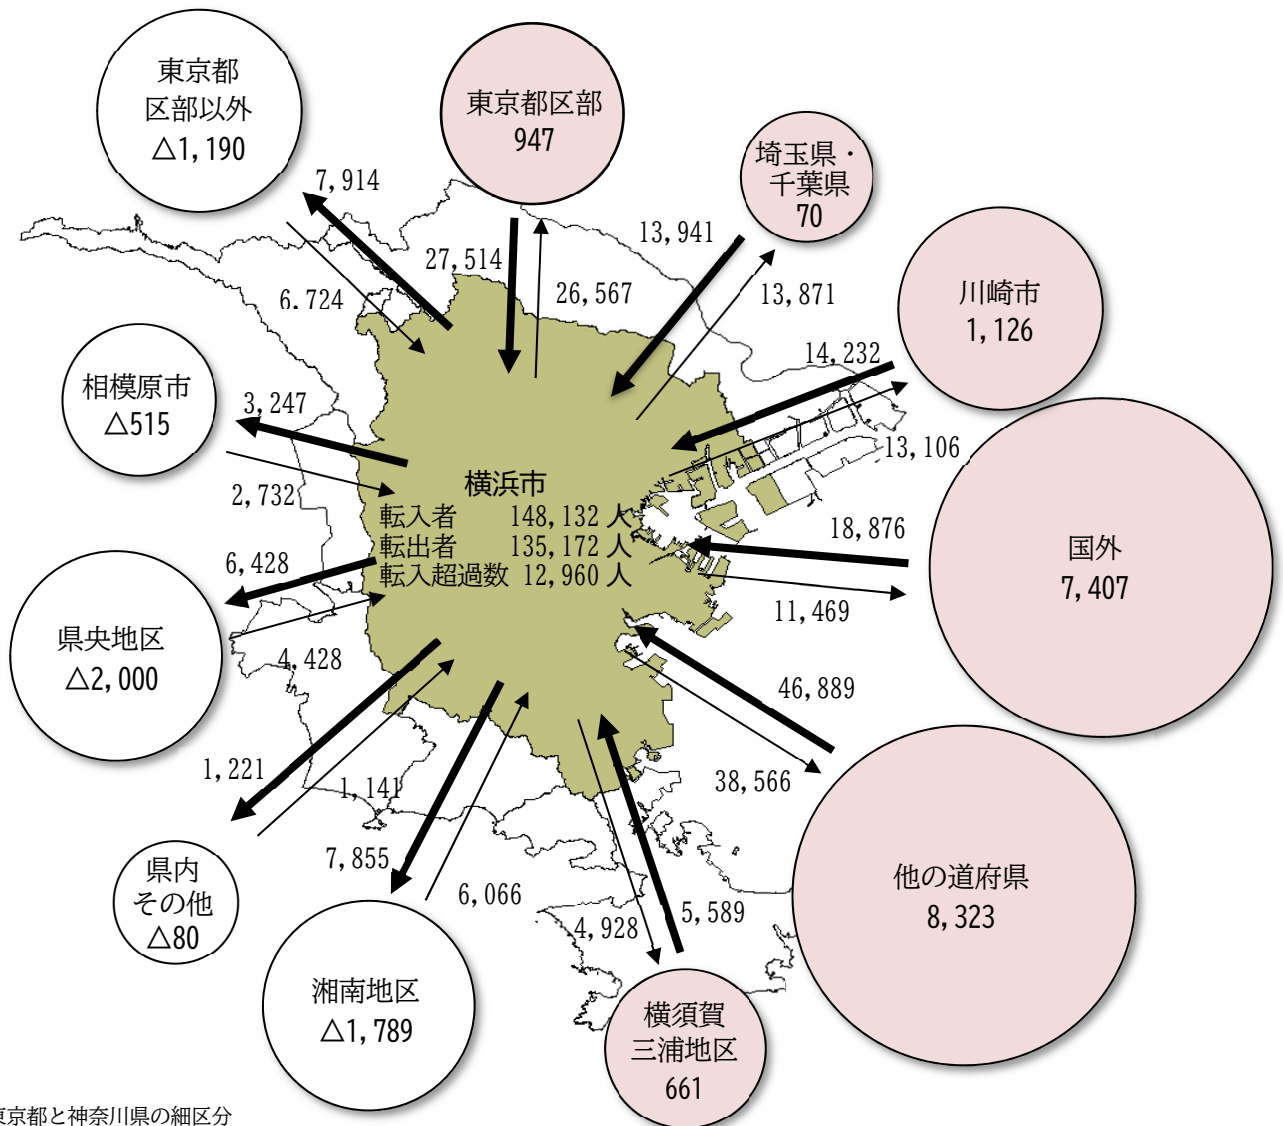 東京都
区部以外
△1,190
東京都区部
947
埼玉県・
千葉県
70
7,914
6.724
27,514
26,567
13,941
13,871
川崎市
1,126
14,232
13,106
相模原市
△515
3,247
2,732
横浜市
転入者 148,132 人
転出者 135,172 人
転入超過数 12,960 人
国外
7,407
18,876
11,469
県央地区
△2,000
6,428
4,428
46,889
38,566
他の道府県
8,323
県内
その他
△80
1,221
1,141
湘南地区
△1,789
7,855
6,066
4,928
5,589
横須賀
三浦地区
661
東京都と神奈川県の細区分